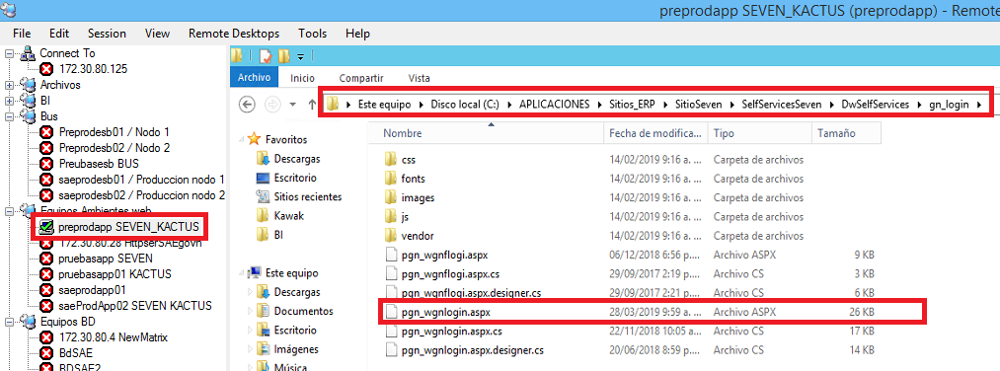 preprodapp SEVEN_KACTUS (preprodapp) - Remote
File Edit Session View Remote Desktops Tools Help
Connect To
172.30.80.125
Archivos
BI
Bus
Preprodesb01 / Nodo 1
Preprodesb02 / Nodo 2
Preubasesb BUS
saeprodesb01 / Produccion nodo 1
saeprodesb02 / Produccion nodo 2
Equipos Ambientes web
preprodapp SEVEN_KACTUS
172.30.80.28 HttpserSAEgovn
pruebasapp SEVEN
pruebasapp01 KACTUS
saeprodapp01
saeProdApp02 SEVEN KACTUS
Equipos BD
172.30.80.4 NewMatrix
BdSAE
BDSAE2
Archivo Inicio Compartir Vista
Este equipo Disco local (C:) APLICACIONES Sitios_ERP SitioSeven SelfServicesSeven DwSelfServices gn_login
Favoritos
Descargas
Escritorio
Sitios recientes
Kawak
BI
Este equipo
Descargas
Documentos
Escritorio
Imágenes
Música
Nombre Fecha de modifica... Tipo Tamaño
css 14/02/2019 9:16 a. ... Carpeta de archivos
fonts 14/02/2019 9:16 a. ... Carpeta de archivos
images 14/02/2019 9:16 a. ... Carpeta de archivos
js 14/02/2019 9:16 a. ... Carpeta de archivos
vendor 14/02/2019 9:16 a. ... Carpeta de archivos
pgn_wgnflogi.aspx 06/12/2018 6:56 p.... Archivo ASPX 9 KB
pgn_wgnflogi.aspx.cs 29/09/2017 2:19 p.... Archivo CS 3 KB
pgn_wgnflogi.aspx.designer.cs 29/09/2017 2:21 p.... Archivo CS 6 KB
pgn_wgnlogin.aspx 28/03/2019 9:59 a. ... Archivo ASPX 26 KB
pgn_wgnlogin.aspx.cs 22/11/2018 10:05 a... Archivo CS 17 KB
pgn_wgnlogin.aspx.designer.cs 20/06/2018 8:59 p.... Archivo CS 14 KB